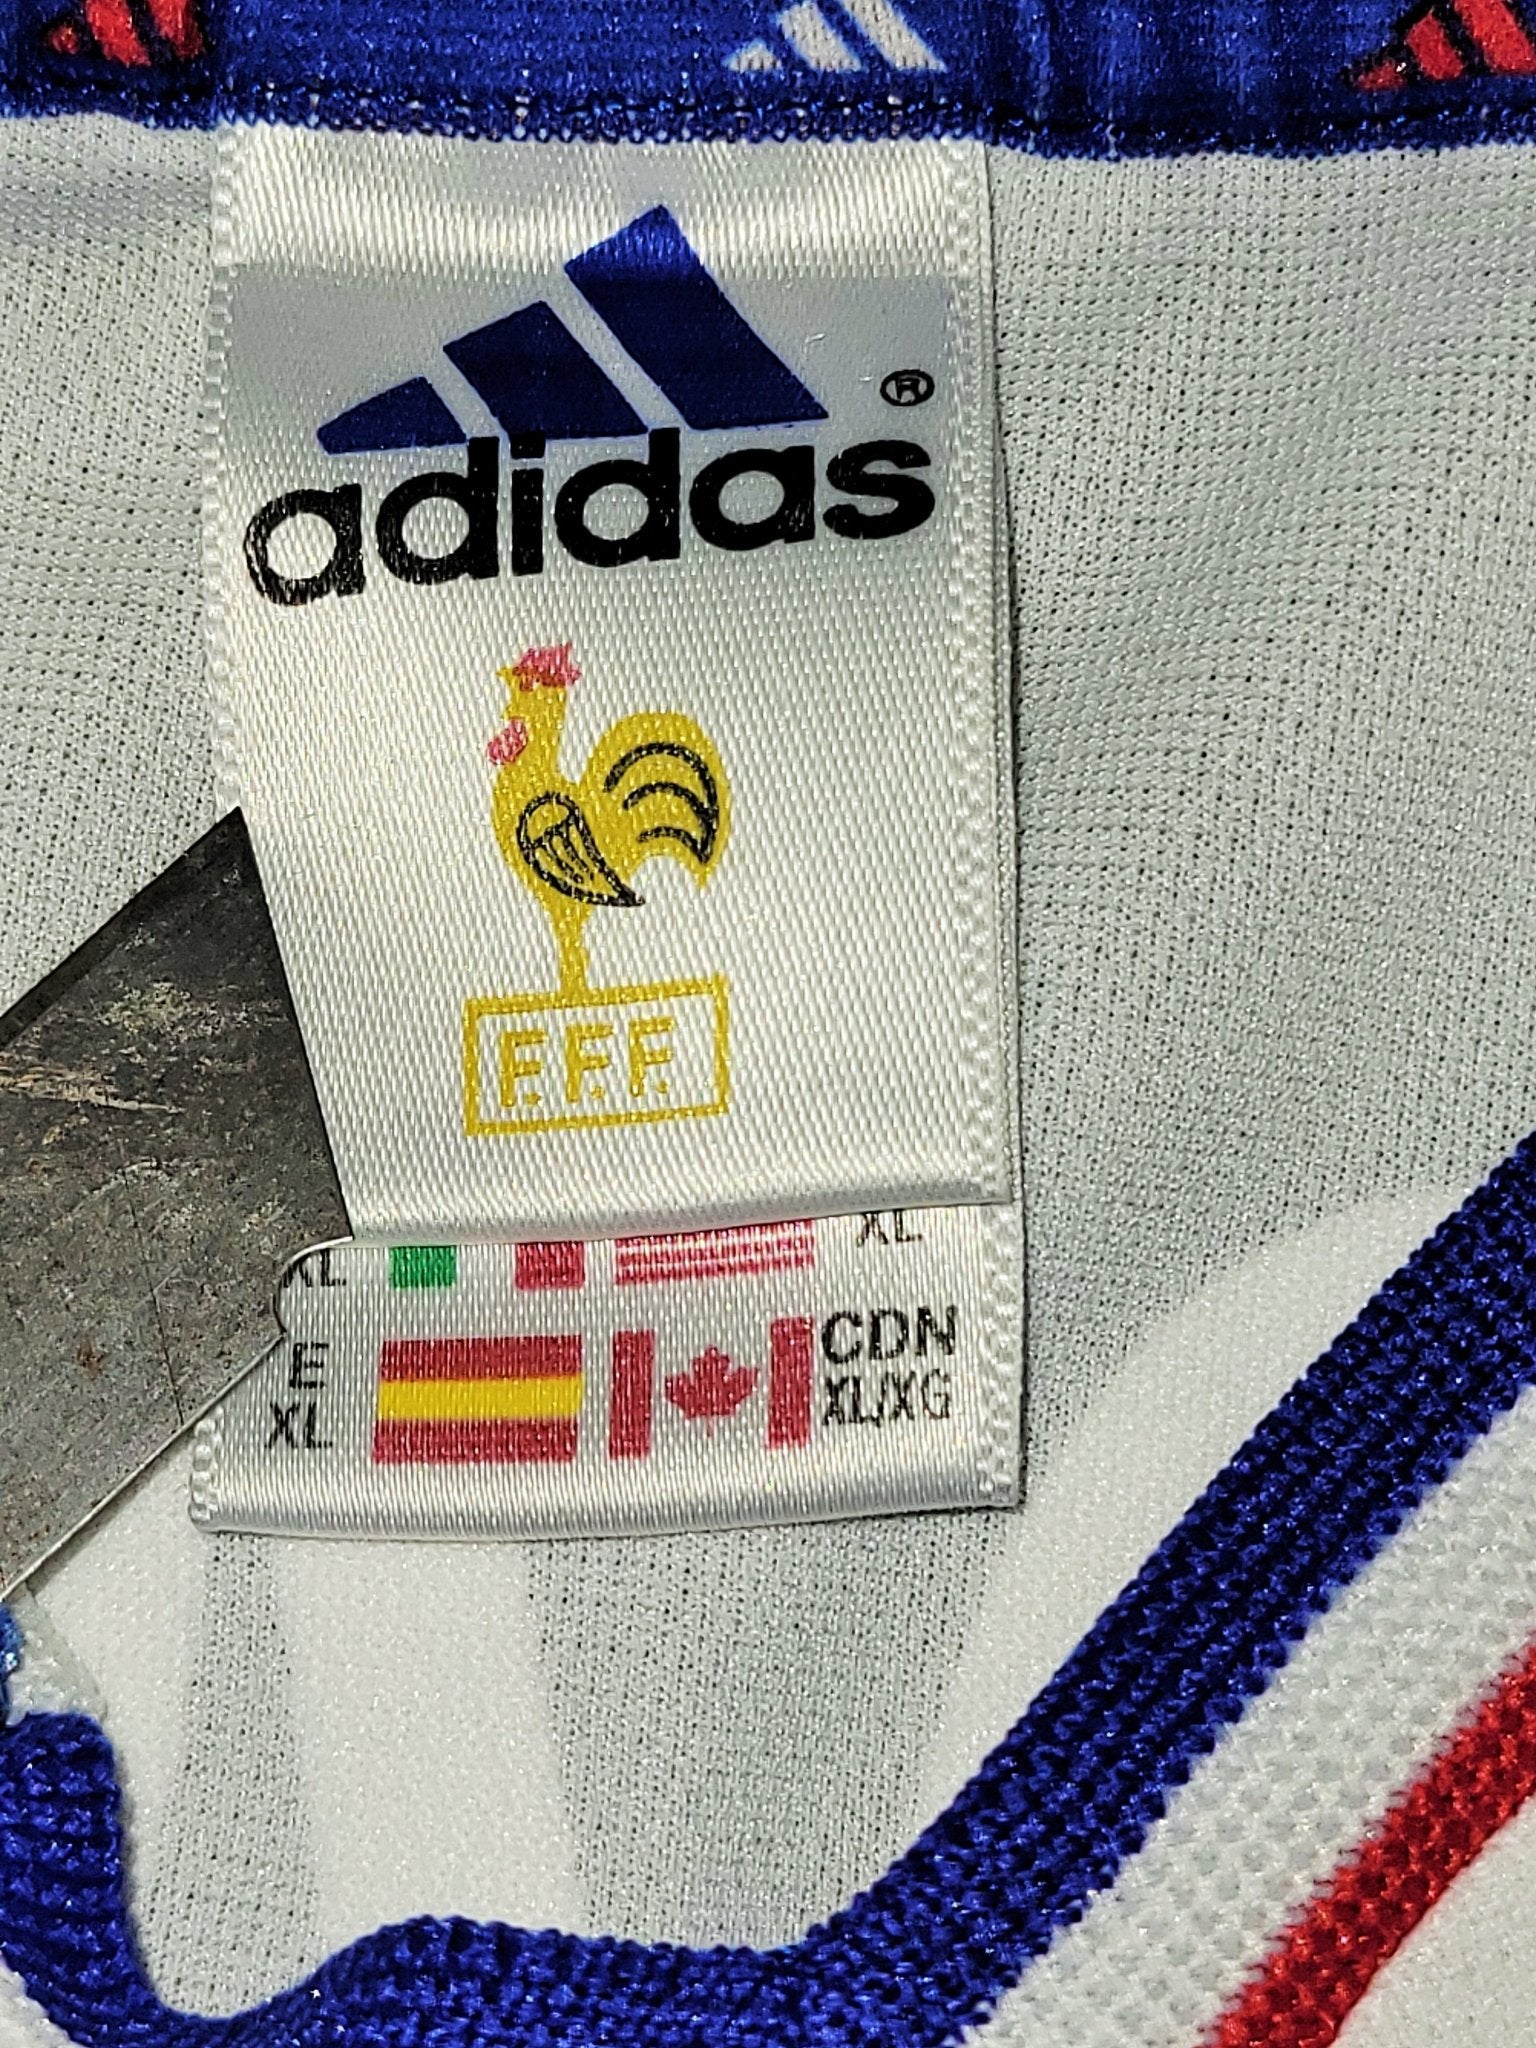 ®
adidas
F.F.F.
XL
XL
E
XL
CDN
XL/XG